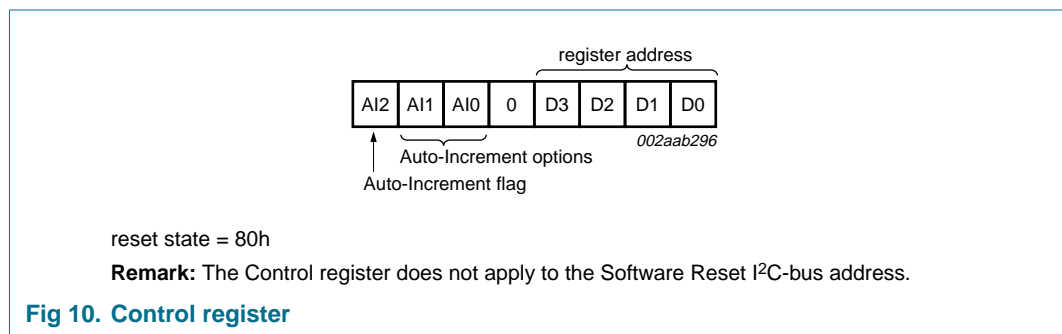 register address
AI2 AI1 AI0 0 D3 D2 D1 D0
002aab296
Auto-Increment options
Auto-Increment flag
reset state = 80h
Remark: The Control register does not apply to the Software Reset I²C-bus address.
Fig 10. Control register